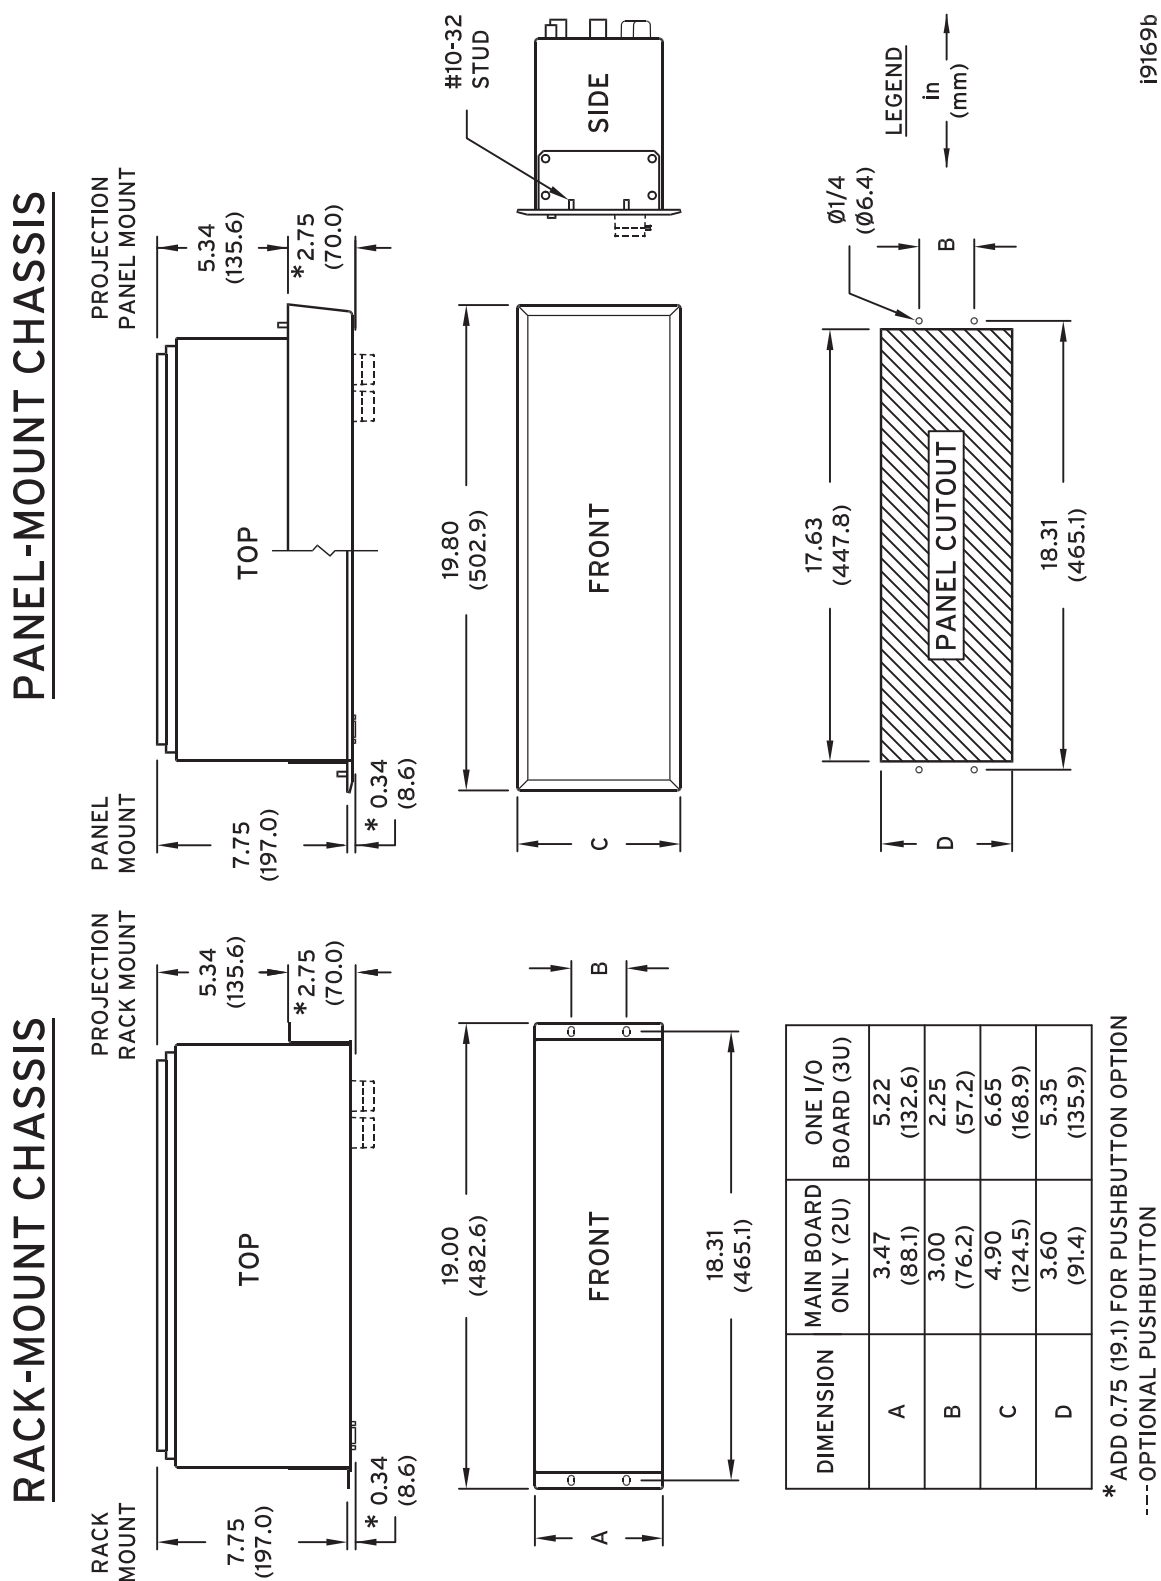 RACK-MOUNT CHASSIS
RACK
MOUNT
PROJECTION
RACK MOUNT
7.75
(197.0)
* 0.34
(8.6)
TOP
5.34
(135.6)
*2.75
(70.0)
19.00
(482.6)
A
FRONT
B
18.31
(465.1)
DIMENSION
MAIN BOARD
ONLY (2U)
ONE I/O
BOARD (3U)
A
3.47
(88.1)
5.22
(132.6)
B
3.00
(76.2)
2.25
(57.2)
C
4.90
(124.5)
6.65
(168.9)
D
3.60
(91.4)
5.35
(135.9)
* ADD 0.75 (19.1) FOR PUSHBUTTON OPTION
----OPTIONAL PUSHBUTTON
PANEL-MOUNT CHASSIS
PANEL
MOUNT
PROJECTION
PANEL MOUNT
7.75
(197.0)
* 0.34
(8.6)
TOP
5.34
(135.6)
*2.75
(70.0)
19.80
(502.9)
#10-32
STUD
C
FRONT
SIDE
17.63
(447.8)
Ø1/4
(Ø6.4)
D
PANEL CUTOUT
B
18.31
(465.1)
LEGEND
in
(mm)
i9169b